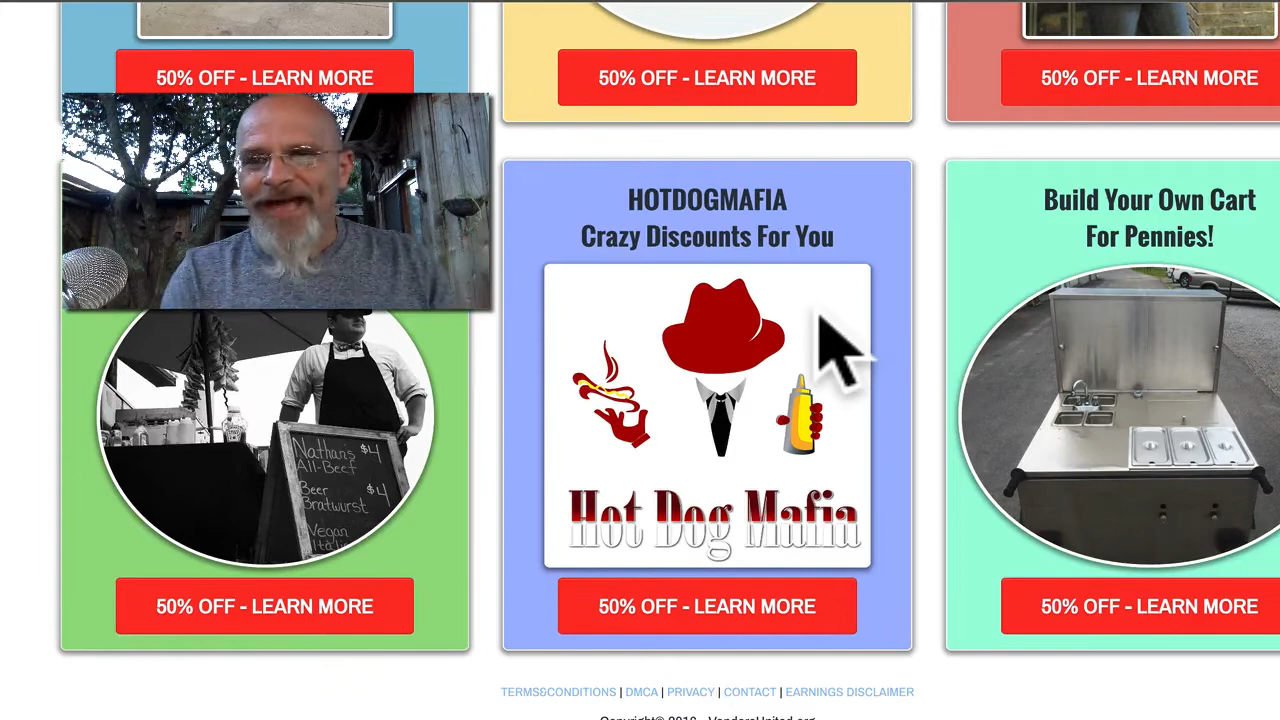 50% OFF - LEARN MORE
50% OFF - LEARN MORE
50% OFF - LEARN MORE
HOTDOGMAFIA
Crazy Discounts For You
Build Your Own Cart
For Pennies!
Nathans $4
All-Beef
Beer $4
Bratwurst
Vegan
Hot Dog Mafia
50% OFF - LEARN MORE
50% OFF - LEARN MORE
50% OFF - LEARN MORE
TERMS&CONDITIONS | DMCA | PRIVACY | CONTACT | EARNINGS DISCLAIMER